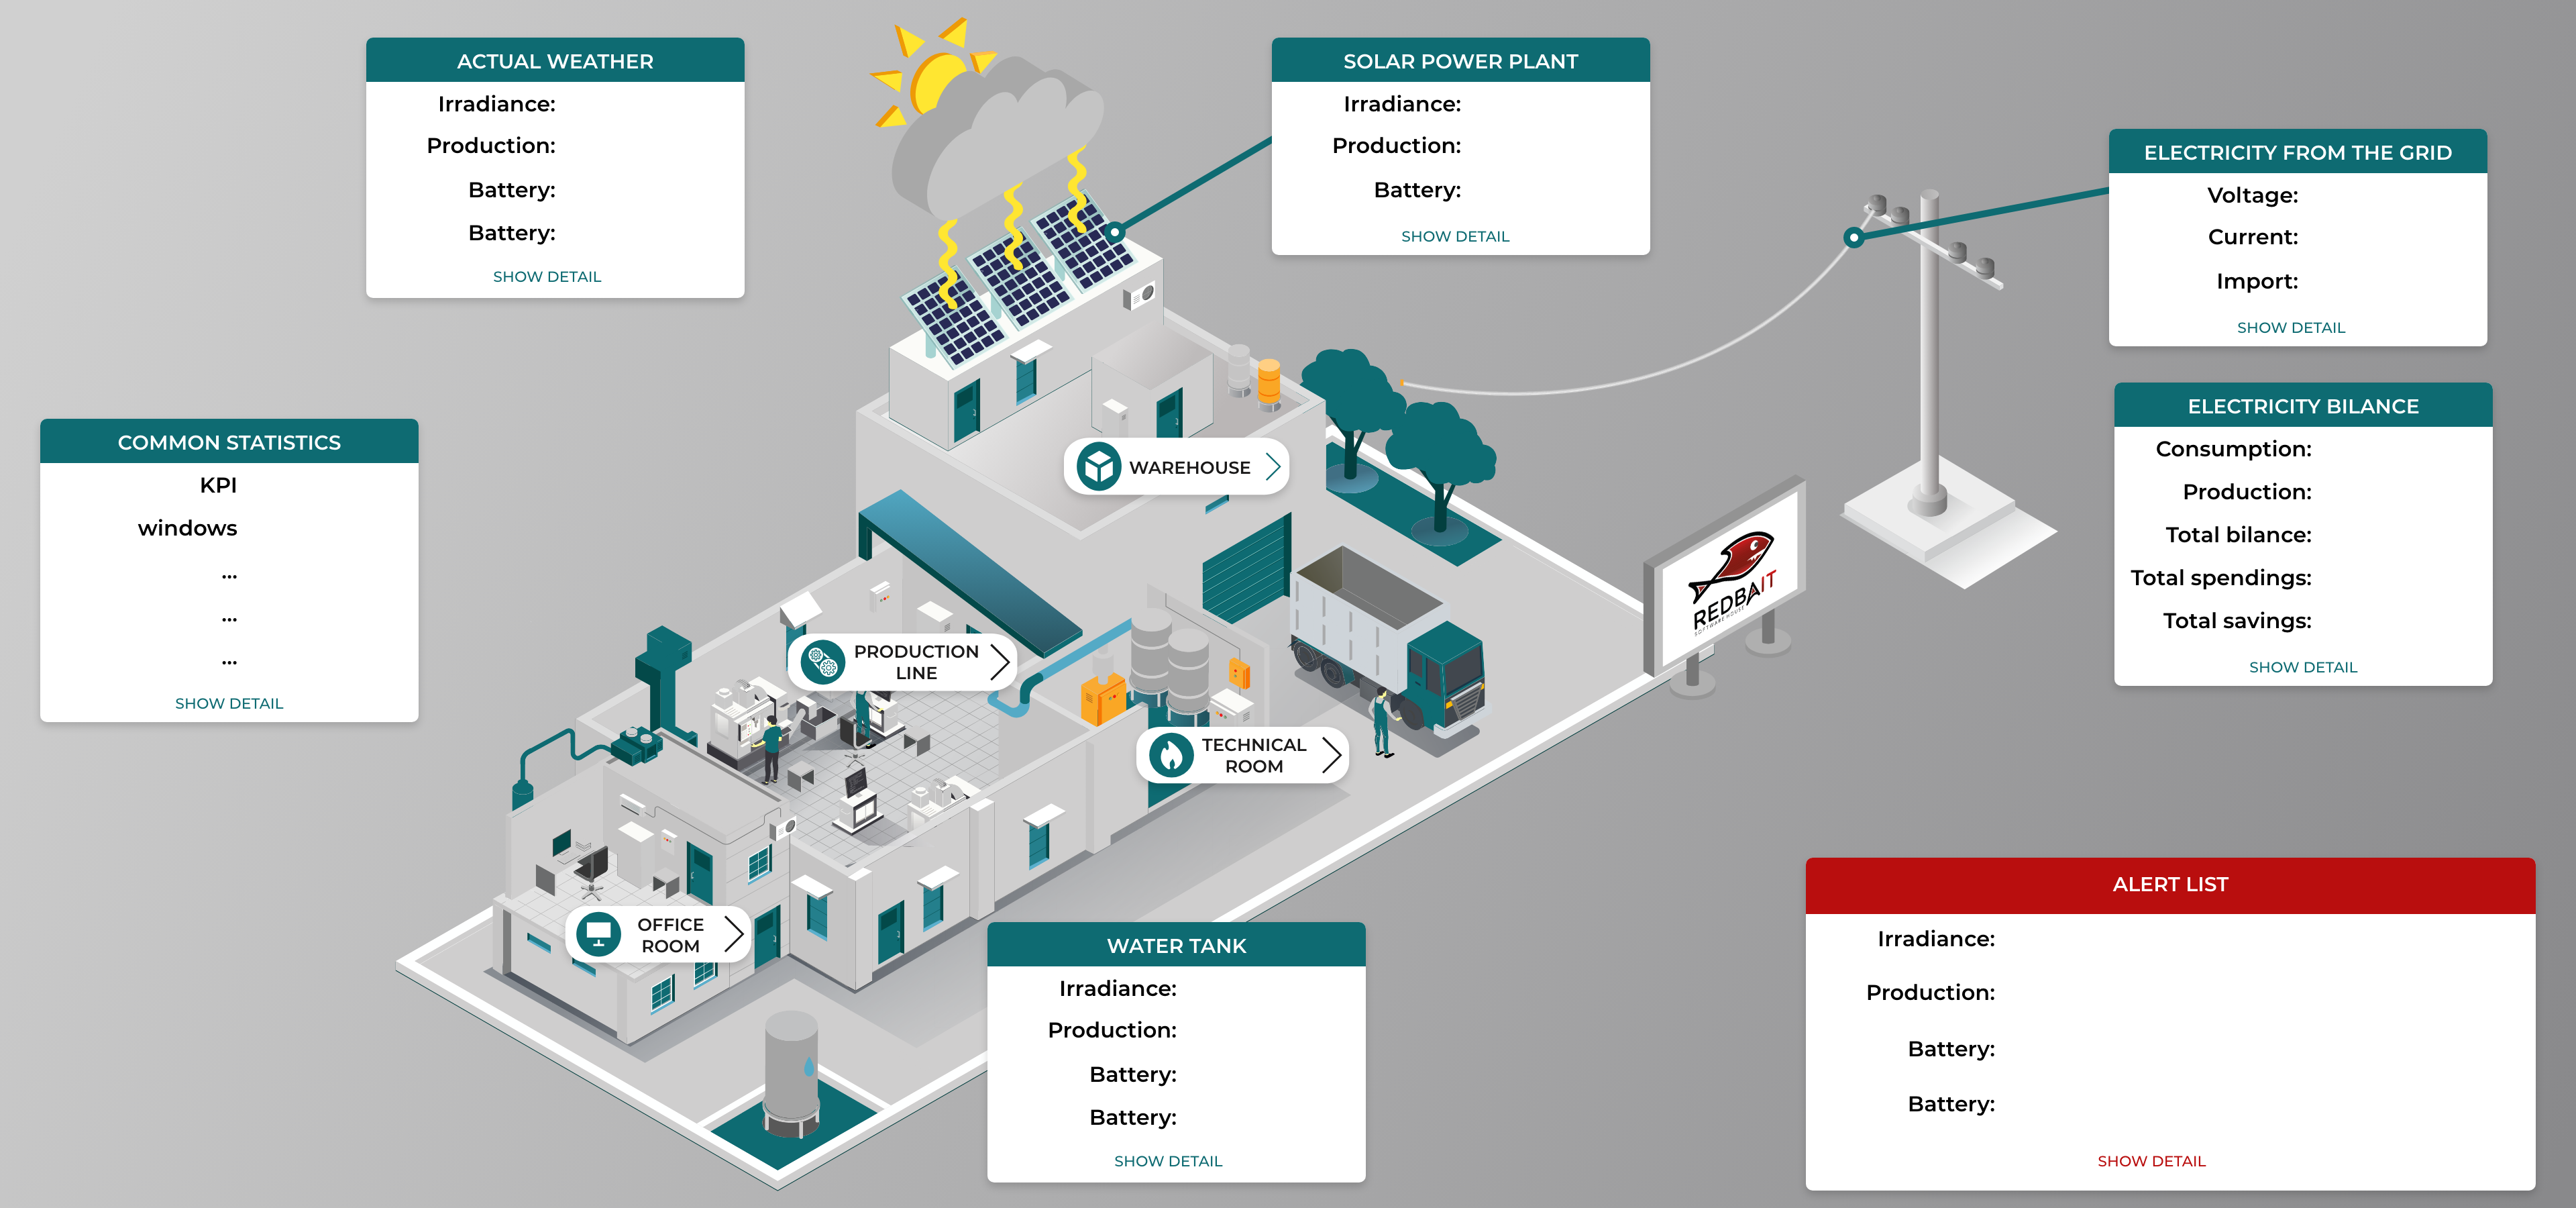 ACTUAL WEATHER
Irradiance:
Production:
Battery:
Battery:
SHOW DETAIL
SOLAR POWER PLANT
Irradiance:
Production:
Battery:
SHOW DETAIL
ELECTRICITY FROM THE GRID
Voltage:
Current:
Import:
SHOW DETAIL
COMMON STATISTICS
KPI
windows
...
...
...
SHOW DETAIL
WAREHOUSE
ELECTRICITY BILANCE
Consumption:
Production:
Total bilance:
Total spendings:
Total savings:
SHOW DETAIL
REDBAIT
SOFTWARE HOUSE
PRODUCTION
LINE
TECHNICAL
ROOM
OFFICE
ROOM
WATER TANK
Irradiance:
Production:
Battery:
Battery:
SHOW DETAIL
ALERT LIST
Irradiance:
Production:
Battery:
Battery:
SHOW DETAIL